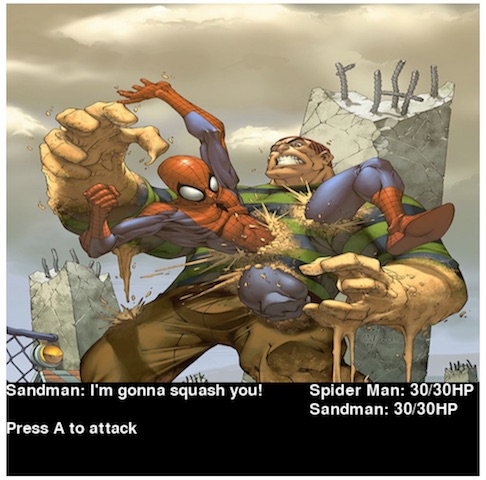 Sandman: I'm gonna squash you!
Spider Man: 30/30HP
Sandman: 30/30HP
Press A to attack